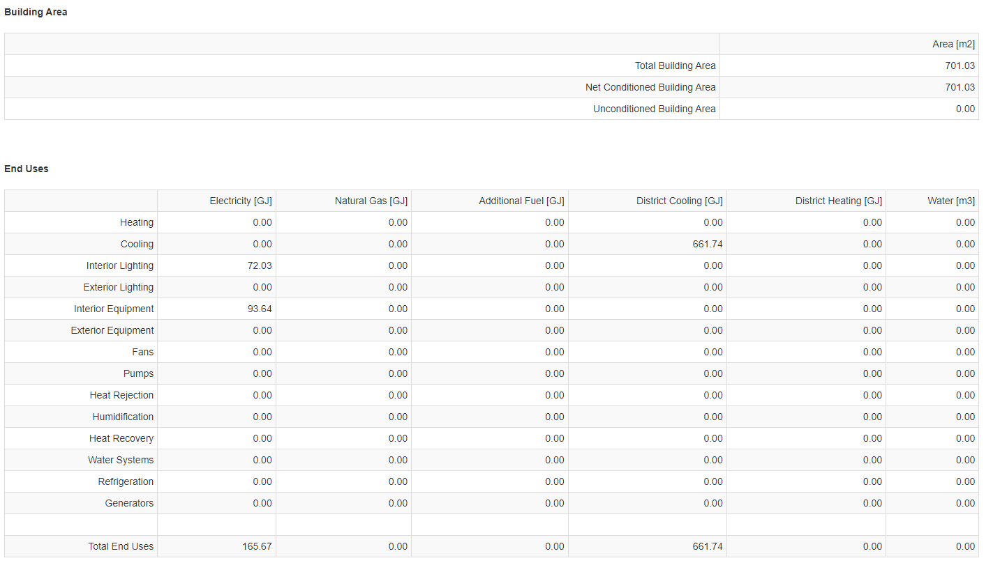 Building Area
Area [m2]
Total Building Area 701.03
Net Conditioned Building Area 701.03
Unconditioned Building Area 0.00
End Uses
Electricity [GJ] Natural Gas [GJ] Additional Fuel [GJ] District Cooling [GJ] District Heating [GJ] Water [m3]
Heating 0.00 0.00 0.00 0.00 0.00 0.00
Cooling 0.00 0.00 0.00 661.74 0.00 0.00
Interior Lighting 72.03 0.00 0.00 0.00 0.00 0.00
Exterior Lighting 0.00 0.00 0.00 0.00 0.00 0.00
Interior Equipment 93.64 0.00 0.00 0.00 0.00 0.00
Exterior Equipment 0.00 0.00 0.00 0.00 0.00 0.00
Fans 0.00 0.00 0.00 0.00 0.00 0.00
Pumps 0.00 0.00 0.00 0.00 0.00 0.00
Heat Rejection 0.00 0.00 0.00 0.00 0.00 0.00
Humidification 0.00 0.00 0.00 0.00 0.00 0.00
Heat Recovery 0.00 0.00 0.00 0.00 0.00 0.00
Water Systems 0.00 0.00 0.00 0.00 0.00 0.00
Refrigeration 0.00 0.00 0.00 0.00 0.00 0.00
Generators 0.00 0.00 0.00 0.00 0.00 0.00
Total End Uses 165.67 0.00 0.00 661.74 0.00 0.00